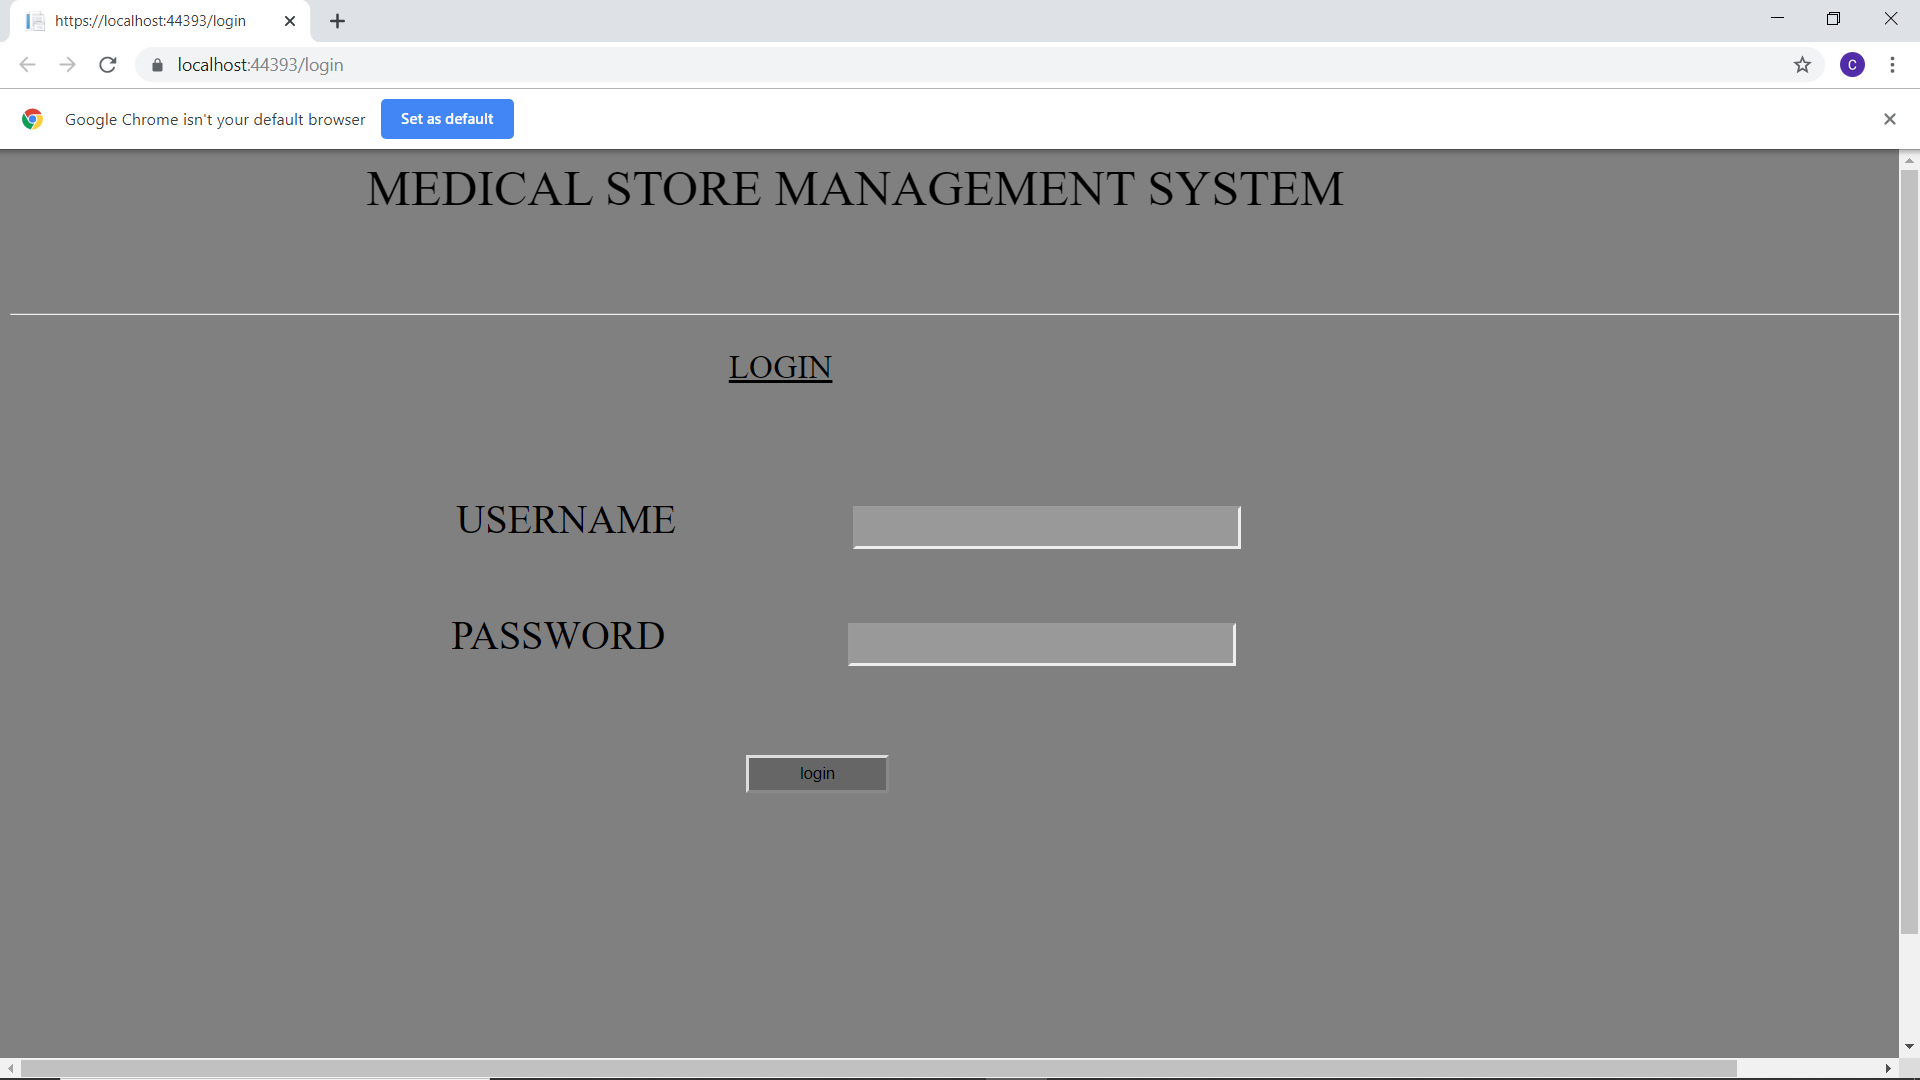 https://localhost:44393/login
localhost:44393/login
C
Google Chrome isn't your default browser
Set as default
MEDICAL STORE MANAGEMENT SYSTEM
LOGIN
USERNAME
PASSWORD
login